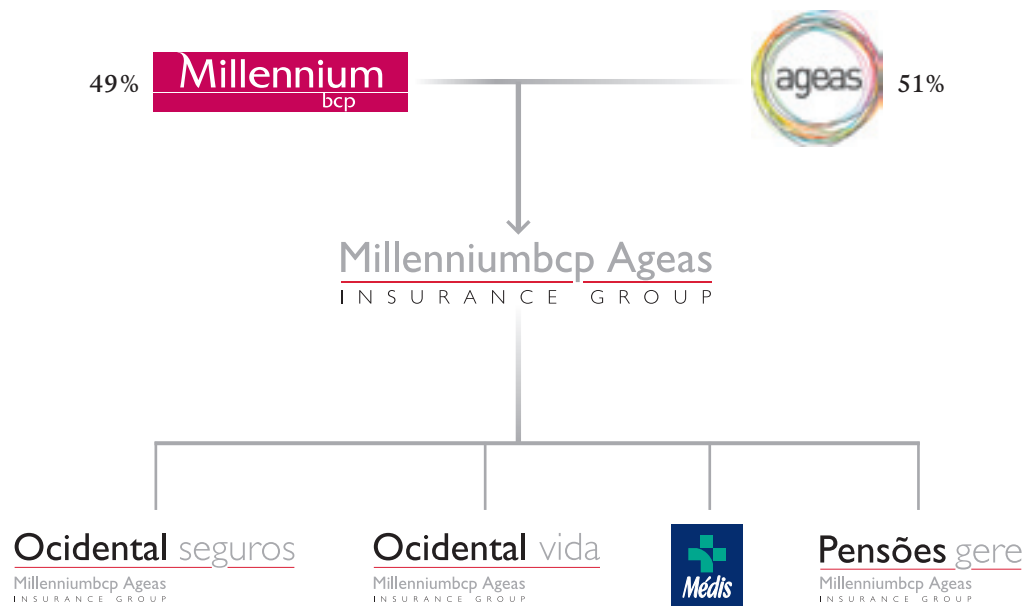 49%
Millennium
bcp
ageas
51%
Millenniumbcp Ageas
INSURANCE GROUP
Ocidental seguros
Millenniumbcp Ageas
INSURANCE GROUP
Ocidental vida
Millenniumbcp Ageas
INSURANCE GROUP
Médis
Pensões gere
Millenniumbcp Ageas
INSURANCE GROUP